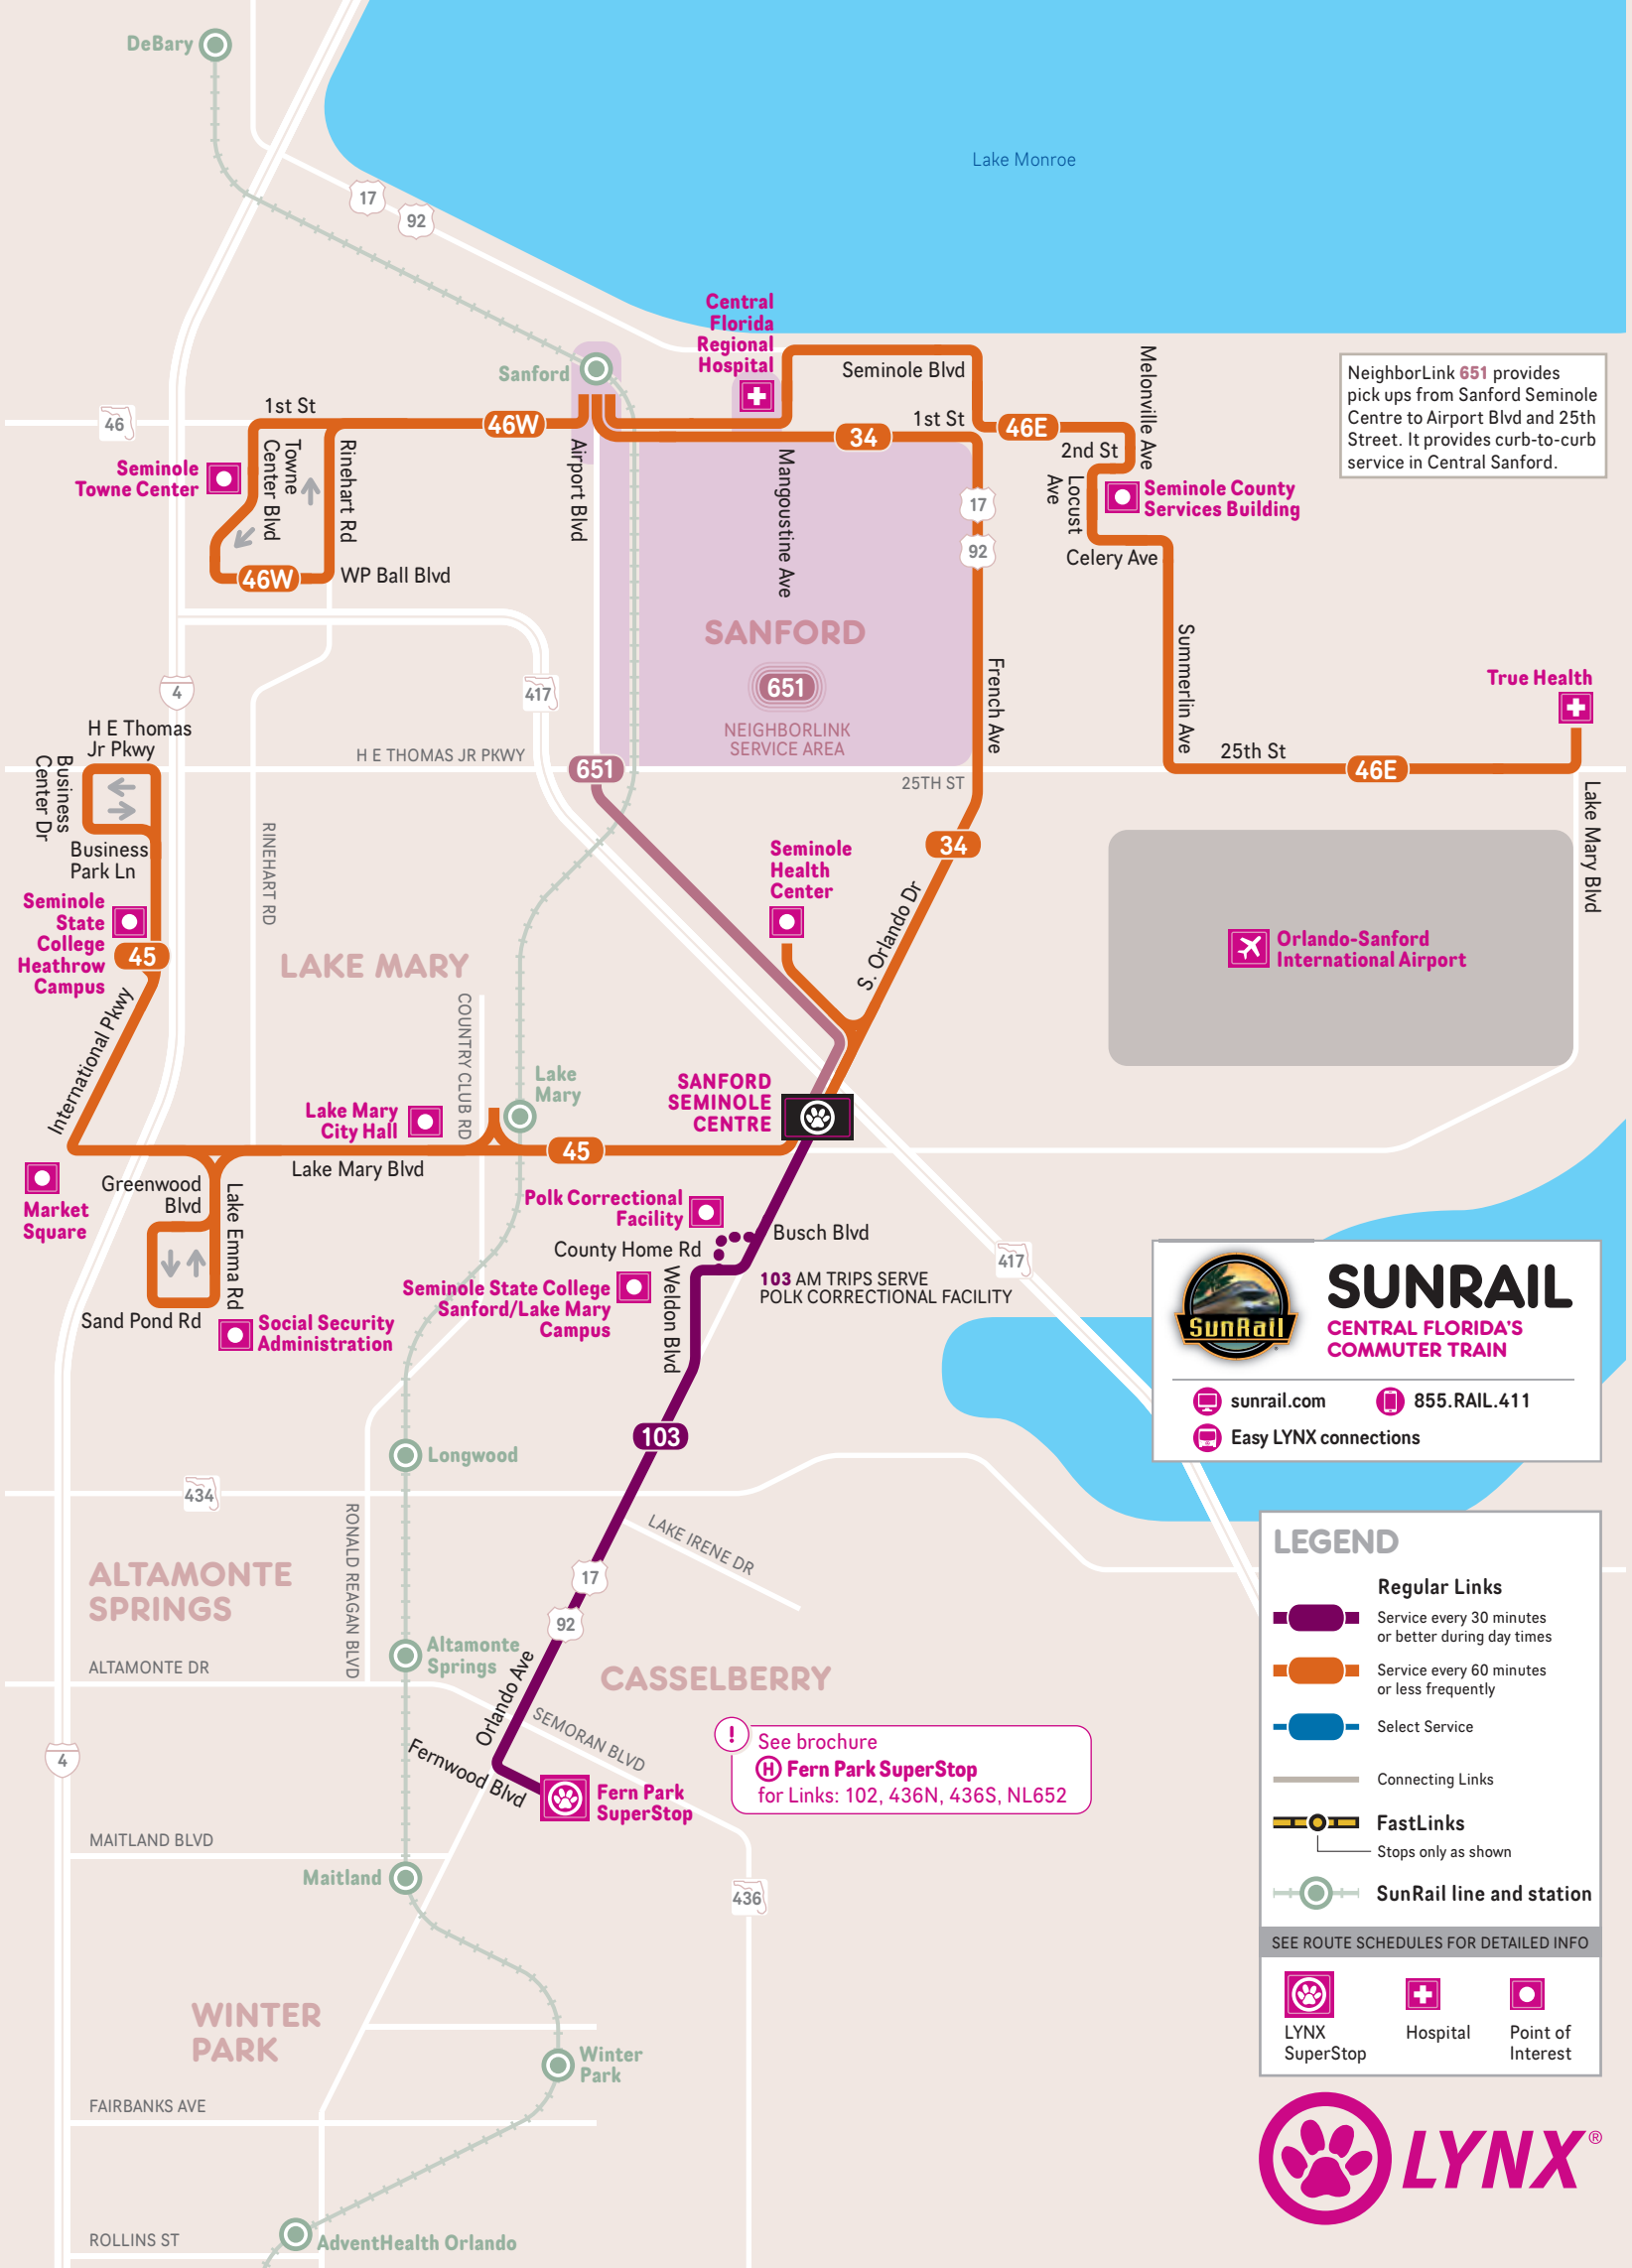 DeBary
Lake Monroe
17
92
Central
Florida
Regional
Hospital
Sanford
Seminole Blvd
Melonville Ave
NeighborLink 651 provides
pick ups from Sanford Seminole
Centre to Airport Blvd and 25th
Street. It provides curb-to-curb
service in Central Sanford.
46
1st St
46W
34
1st St
46E
2nd St
Seminole
Towne Center
Towne
Center Blvd
Rinehart Rd
Airport Blvd
Mangoustine Ave
17
92
Locust
Ave
Seminole County
Services Building
Celery Ave
46W
WP Ball Blvd
SANFORD
651
NEIGHBORLINK
SERVICE AREA
French Ave
Summerlin Ave
True Health
4
417
H E Thomas
Jr Pkwy
H E THOMAS JR PKWY
651
25TH ST
25th St
46E
Business
Center Dr
Business
Park Ln
RINEHART RD
Lake Mary Blvd
34
Seminole
Health
Center
S. Orlando Dr
Seminole
State
College
Heathrow
Campus
45
LAKE MARY
Orlando-Sanford
International Airport
International Pkwy
COUNTRY CLUB RD
Lake
Mary
SANFORD
SEMINOLE
CENTRE
Lake Mary
City Hall
45
Lake Mary Blvd
Market
Square
Greenwood
Blvd
Lake Emma Rd
Polk Correctional
Facility
Busch Blvd
County Home Rd
103 AM TRIPS SERVE
POLK CORRECTIONAL FACILITY
417
Seminole State College
Sanford/Lake Mary
Campus
Weldon Blvd
Sand Pond Rd
Social Security
Administration
SunRail
SUNRAIL
CENTRAL FLORIDA'S
COMMUTER TRAIN
sunrail.com
855.RAIL.411
Easy LYNX connections
103
Longwood
434
RONALD REAGAN BLVD
LAKE IRENE DR
ALTAMONTE
SPRINGS
17
92
Altamonte
Springs
ALTAMONTE DR
Orlando Ave
CASSELBERRY
SEMORAN BLVD
4
Fernwood Blvd
Fern Park
SuperStop
!
See brochure
H Fern Park SuperStop
for Links: 102, 436N, 436S, NL652
MAITLAND BLVD
Maitland
436
WINTER
PARK
Winter
Park
FAIRBANKS AVE
ROLLINS ST
AdventHealth Orlando
LEGEND
Regular Links
Service every 30 minutes
or better during day times
Service every 60 minutes
or less frequently
Select Service
Connecting Links
FastLinks
Stops only as shown
SunRail line and station
SEE ROUTE SCHEDULES FOR DETAILED INFO
LYNX
SuperStop
Hospital
Point of
Interest
LYNX®